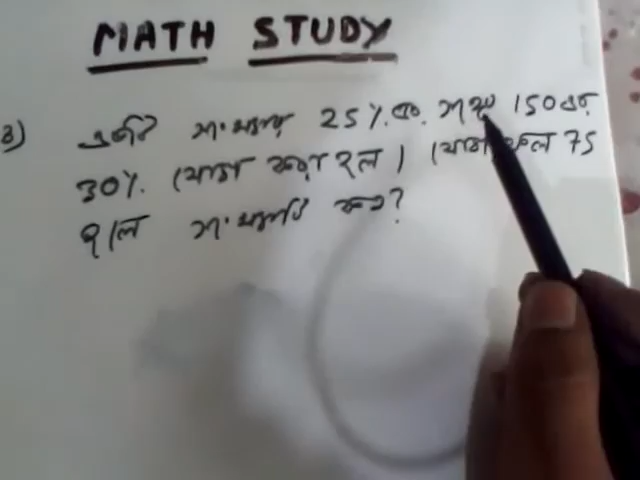 MATH STUDY
৪) একটি সংখ্যার 25%. এর সঙ্গে 150 এর
30%. যোগ করা হল। যোগফল 75
হলে সংখ্যাটি কত?